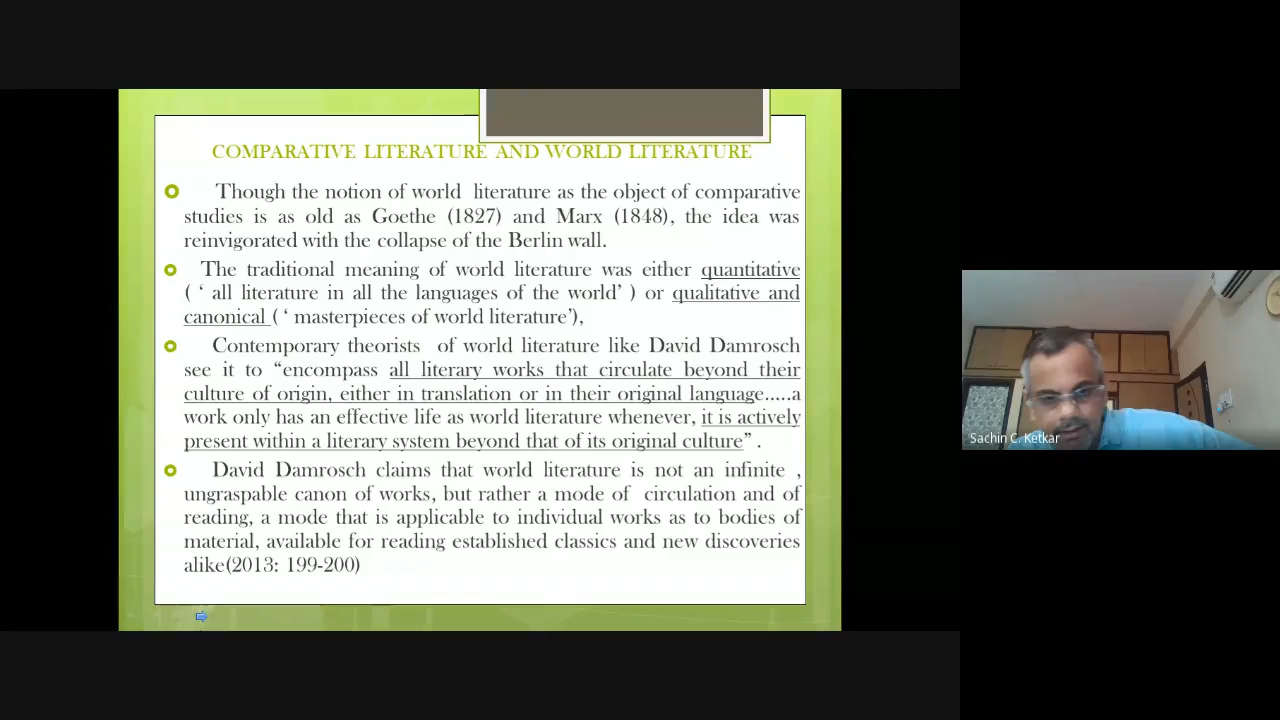 COMPARATIVE LITERATURE AND WORLD LITERATURE
Though the notion of world literature as the object of comparative
studies is as old as Goethe (1827) and Marx (1848), the idea was
reinvigorated with the collapse of the Berlin wall.
The traditional meaning of world literature was either quantitative
( ‘ all literature in all the languages of the world’ ) or qualitative and
canonical ( ‘ masterpieces of world literature’),
Contemporary theorists of world literature like David Damrosch
see it to “encompass all literary works that circulate beyond their
culture of origin, either in translation or in their original language.....a
work only has an effective life as world literature whenever, it is actively
present within a literary system beyond that of its original culture” .
David Damrosch claims that world literature is not an infinite ,
ungraspable canon of works, but rather a mode of circulation and of
reading, a mode that is applicable to individual works as to bodies of
material, available for reading established classics and new discoveries
alike(2013: 199-200)
Sachin C. Ketkar